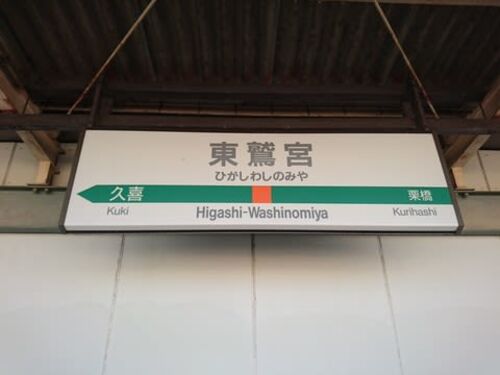 東鷲宮
ひがしわしのみや
久喜
栗橋
Kuki
Higashi-Washinomiya
Kurihashi